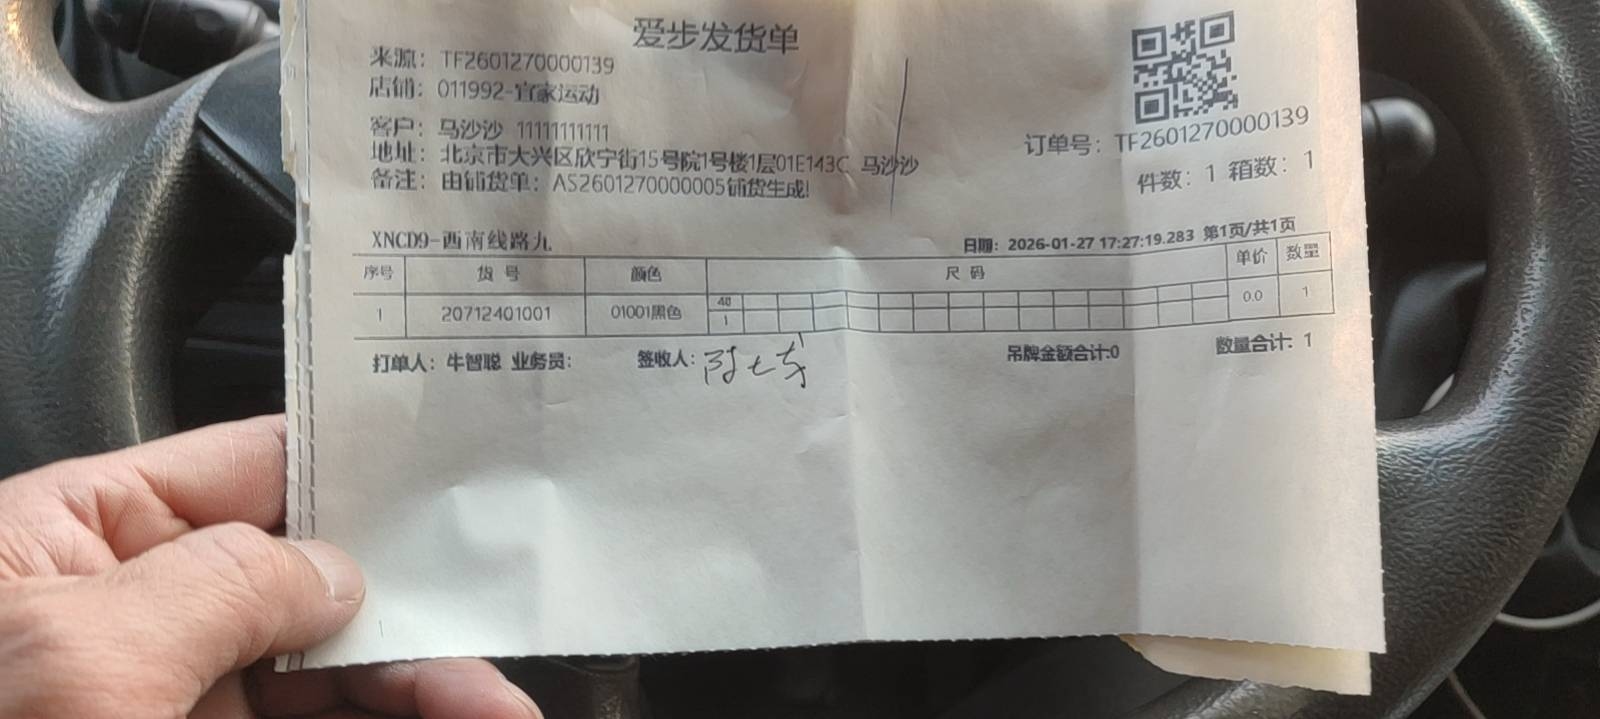 爱步发货单
来源：TF2601270000139
店铺：011992-宜家运动
客户：马沙沙 11111111111
地址：北京市大兴区欣宁街15号院1号楼1层01E143C 马沙沙
备注：由铺货单：AS2601270000005铺货生成!
订单号：TF2601270000139
件数：1 箱数：1
XNCD9-西南线路九
日期：2026-01-27 17:27:19.283 第1页/共1页
序号 货号 颜色 尺码 单价 数量
40
1 20712401001 01001黑色 1 0.0 1
打单人：牛智聪 业务员： 签收人： 吊牌金额合计:0 数量合计: 1